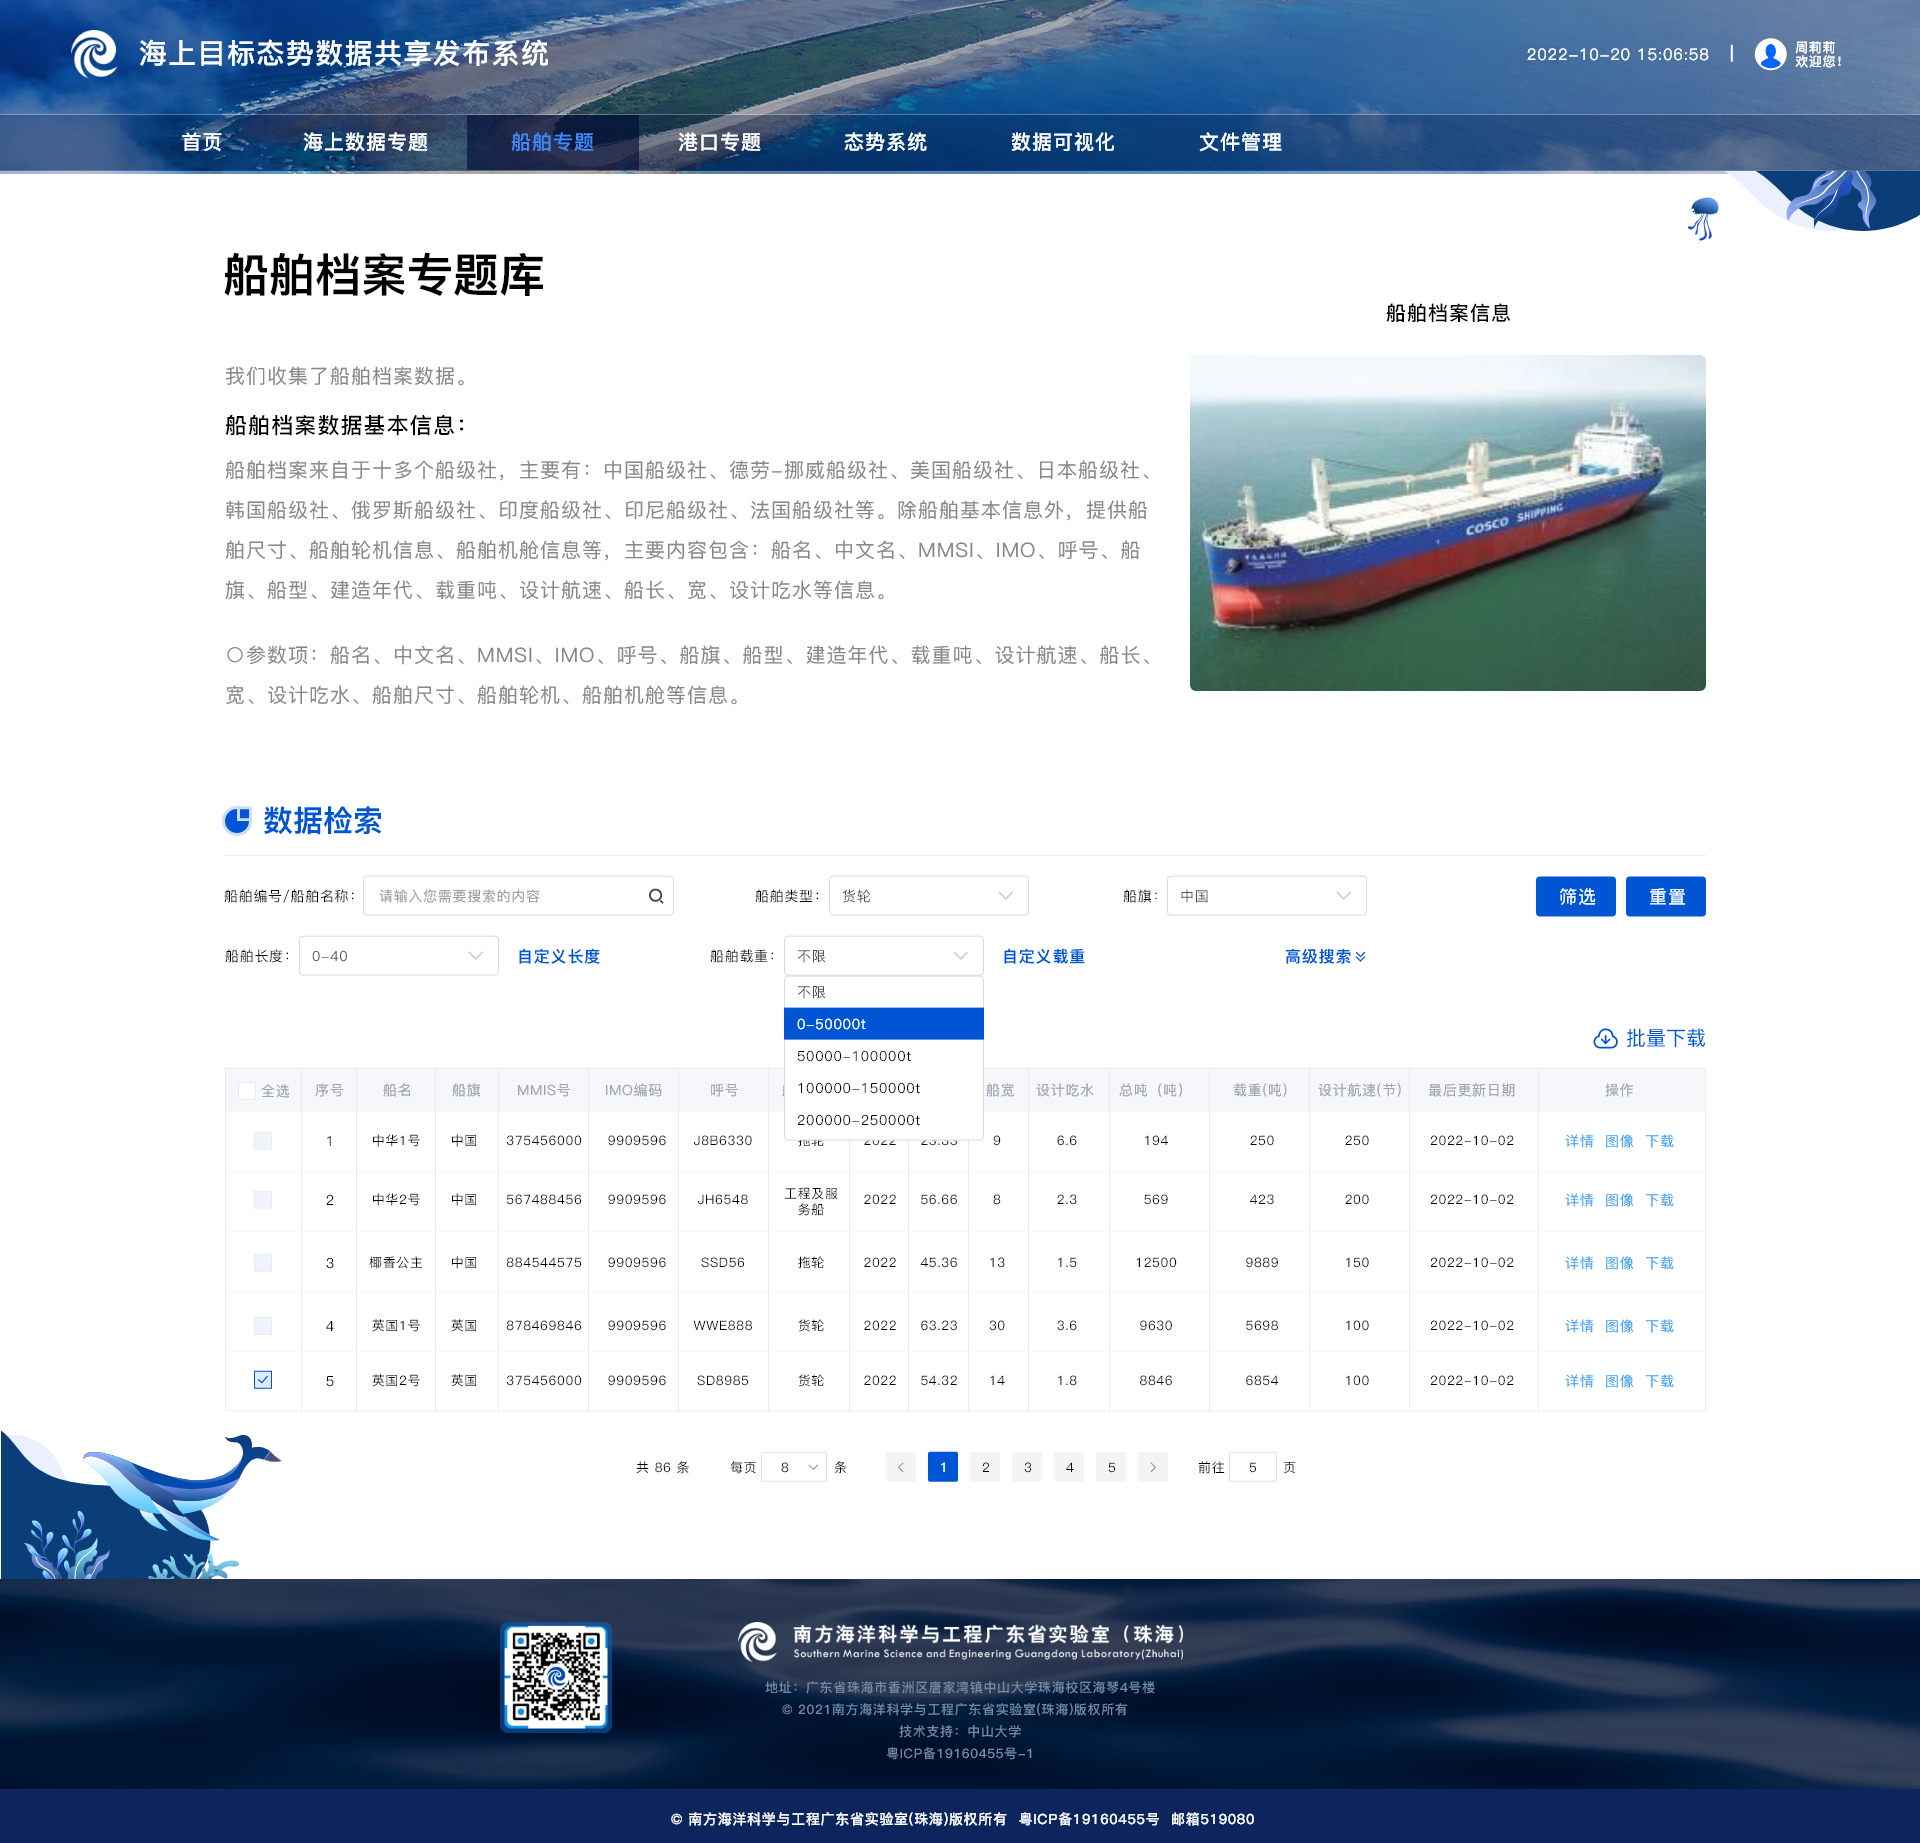 海上目标态势数据共享发布系统
2022-10-20 15:06:58
周莉莉
欢迎您！
首页 海上数据专题 船舶专题 港口专题 态势系统 数据可视化 文件管理
船舶档案专题库
船舶档案信息
我们收集了船舶档案数据。
船舶档案数据基本信息：
船舶档案来自于十多个船级社，主要有：中国船级社、德劳-挪威船级社、美国船级社、日本船级社、
韩国船级社、俄罗斯船级社、印度船级社、印尼船级社、法国船级社等。除船舶基本信息外，提供船
舶尺寸、船舶轮机信息、船舶机舱信息等，主要内容包含：船名、中文名、MMSI、IMO、呼号、船
旗、船型、建造年代、载重吨、设计航速、船长、宽、设计吃水等信息。
〇参数项：船名、中文名、MMSI、IMO、呼号、船旗、船型、建造年代、载重吨、设计航速、船长、
宽、设计吃水、船舶尺寸、船舶轮机、船舶机舱等信息。
COSCO SHIPPING
数据检索
船舶编号/船舶名称： 请输入您需要搜索的内容 船舶类型： 货轮 船旗： 中国 筛选 重置
船舶长度： 0-40 自定义长度 船舶载重： 不限 自定义载重 高级搜索
不限
0-50000t
50000-100000t
100000-150000t
200000-250000t
批量下载
全选 序号 船名 船旗 MMIS号 IMO编码 呼号 船宽 设计吃水 总吨（吨） 载重(吨) 设计航速(节) 最后更新日期 操作
1 中华1号 中国 375456000 9909596 J8B6330 拖轮 2022 9 6.6 194 250 250 2022-10-02 详情 图像 下载
2 中华2号 中国 567488456 9909596 JH6548 工程及服务船 2022 56.66 8 2.3 569 423 200 2022-10-02 详情 图像 下载
3 椰香公主 中国 884544575 9909596 SSD56 拖轮 2022 45.36 13 1.5 12500 9889 150 2022-10-02 详情 图像 下载
4 英国1号 英国 878469846 9909596 WWE888 货轮 2022 63.23 30 3.6 9630 5698 100 2022-10-02 详情 图像 下载
5 英国2号 英国 375456000 9909596 SD8985 货轮 2022 54.32 14 1.8 8846 6854 100 2022-10-02 详情 图像 下载
共 86 条 每页 8 条 1 2 3 4 5 前往 5 页
南方海洋科学与工程广东省实验室（珠海）
Southern Marine Science and Engineering Guangdong Laboratory(Zhuhai)
地址：广东省珠海市香洲区唐家湾镇中山大学珠海校区海琴4号楼
© 2021南方海洋科学与工程广东省实验室(珠海)版权所有
技术支持：中山大学
粤ICP备19160455号-1
© 南方海洋科学与工程广东省实验室(珠海)版权所有 粤ICP备19160455号 邮箱519080